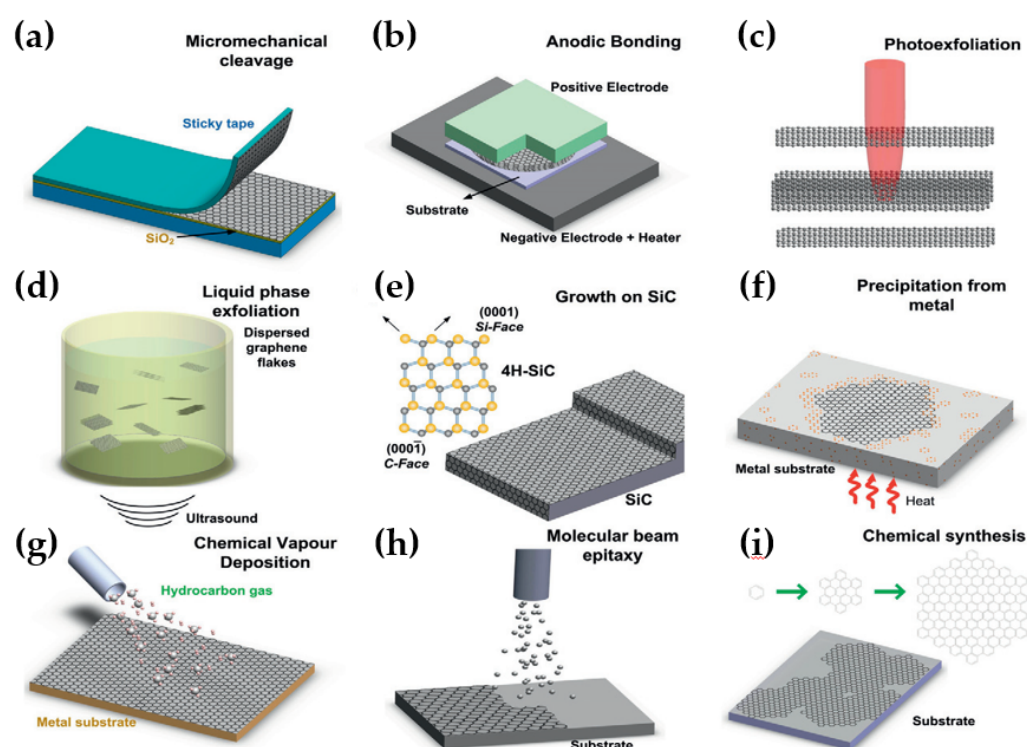 (a)
Micromechanical
cleavage
Sticky tape
SiO₂
(b)
Anodic Bonding
Positive Electrode
Substrate
Negative Electrode + Heater
(c)
Photoexfoliation
(d)
Liquid phase
exfoliation
Dispersed
graphene
flakes
Ultrasound
(e)
Growth on SiC
(0001)
Si-Face
4H-SiC
(0001̅)
C-Face
SiC
(f)
Precipitation from
metal
Metal substrate
Heat
(g)
Chemical Vapour
Deposition
Hydrocarbon gas
Metal substrate
(h)
Molecular beam
epitaxy
Substrate
(i)
Chemical synthesis
Substrate